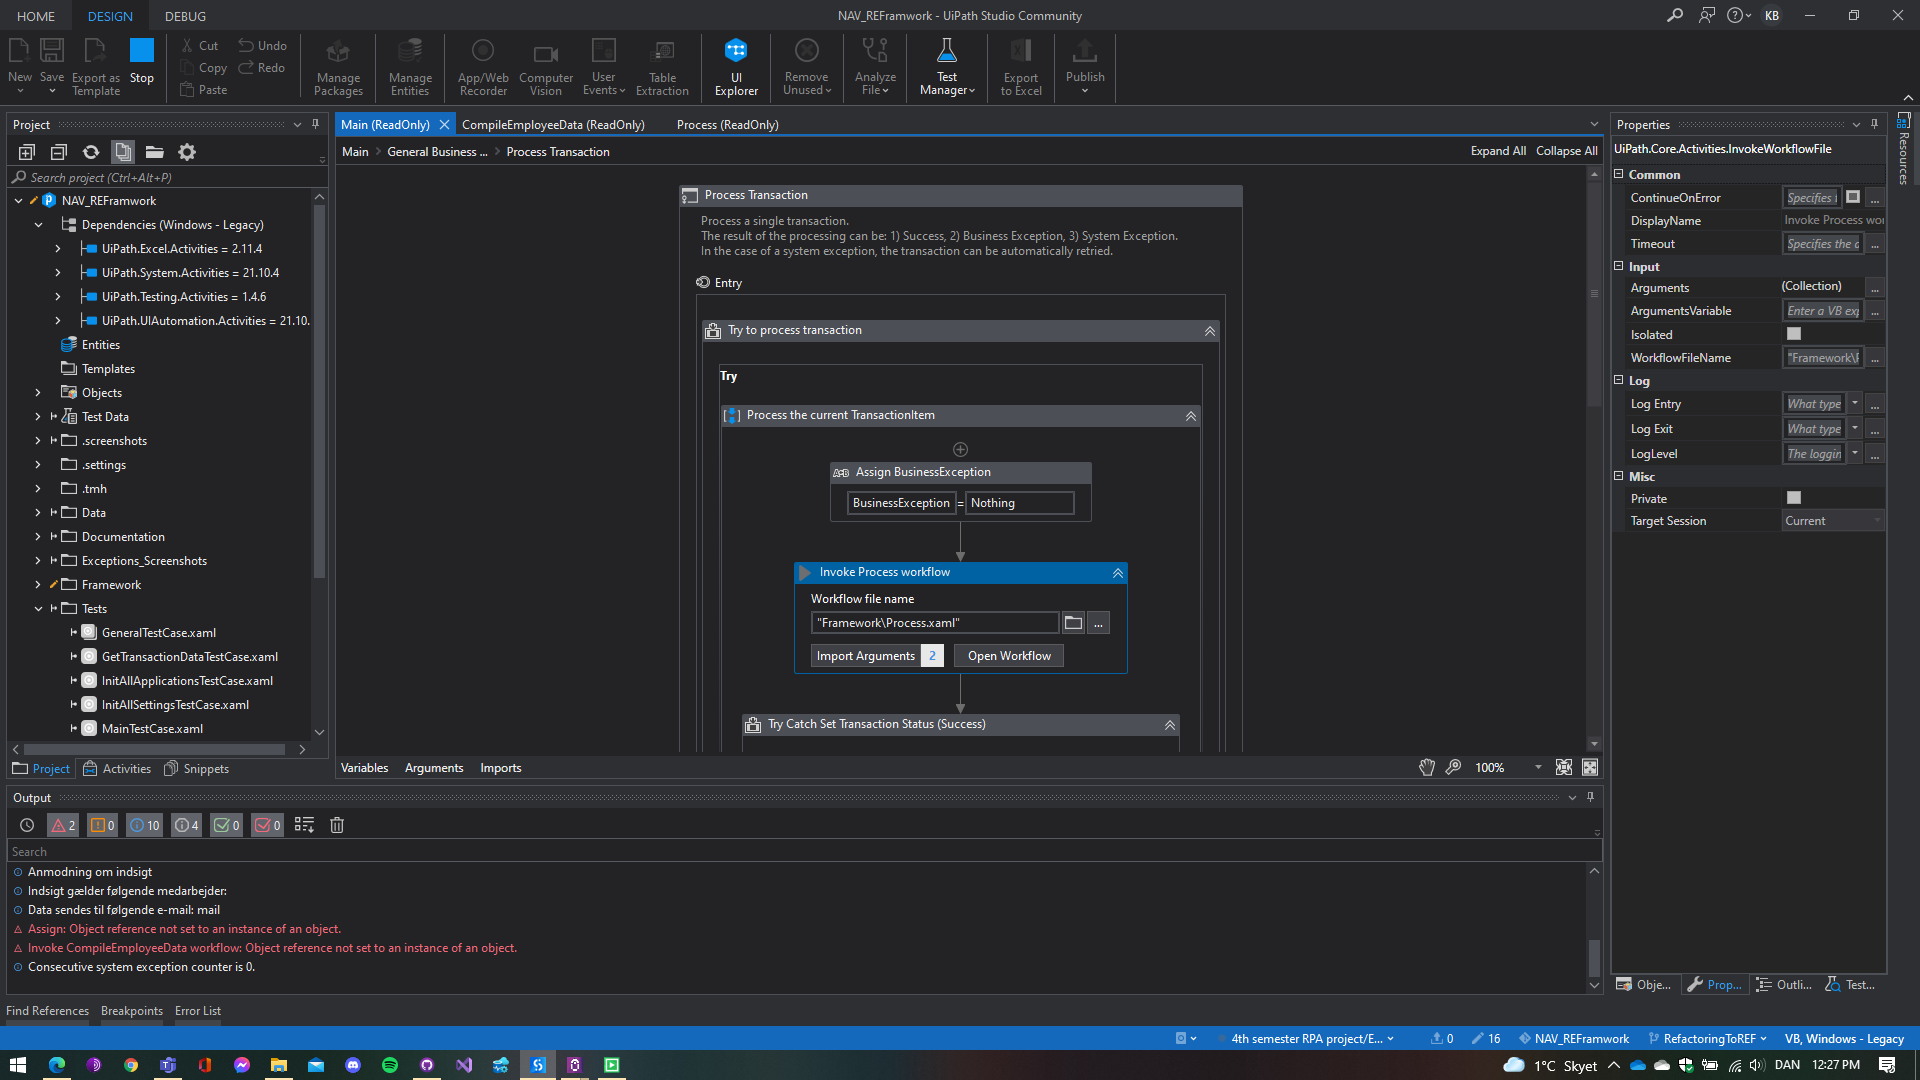 HOME DESIGN DEBUG NAV_REFramwork - UiPath Studio Community KB
New Save Export as Template Stop Cut Copy Paste Undo Redo Manage Packages Manage Entities App/Web Recorder Computer Vision User Events Table Extraction UI Explorer Remove Unused Analyze File Test Manager Export to Excel Publish
Project
Search project (Ctrl+Alt+P)
NAV_REFramwork
Dependencies (Windows - Legacy)
UiPath.Excel.Activities = 2.11.4
UiPath.System.Activities = 21.10.4
UiPath.Testing.Activities = 1.4.6
UiPath.UIAutomation.Activities = 21.10.
Entities
Templates
Objects
Test Data
.screenshots
.settings
.tmh
Data
Documentation
Exceptions_Screenshots
Framework
Tests
GeneralTestCase.xaml
GetTransactionDataTestCase.xaml
InitAllApplicationsTestCase.xaml
InitAllSettingsTestCase.xaml
MainTestCase.xaml
Project Activities Snippets
Main (ReadOnly) CompileEmployeeData (ReadOnly) Process (ReadOnly)
Main > General Business ... > Process Transaction Expand All Collapse All
Process Transaction
Process a single transaction.
The result of the processing can be: 1) Success, 2) Business Exception, 3) System Exception.
In the case of a system exception, the transaction can be automatically retried.
Entry
Try to process transaction
Try
Process the current TransactionItem
A+B Assign BusinessException
BusinessException = Nothing
Invoke Process workflow
Workflow file name
"Framework\Process.xaml" ...
Import Arguments 2 Open Workflow
Try Catch Set Transaction Status (Success)
Variables Arguments Imports 100%
Properties
UiPath.Core.Activities.InvokeWorkflowFile
Common
ContinueOnError Specifies i ...
DisplayName Invoke Process wor
Timeout Specifies the d ...
Input
Arguments (Collection) ...
ArgumentsVariable Enter a VB exp ...
Isolated
WorkflowFileName "Framework\P ...
Log
Log Entry What type ...
Log Exit What type ...
LogLevel The loggin ...
Misc
Private
Target Session Current
Obje... Prop... Outli... Test...
Resources
Output
2 0 10 4 0 0
Search
Anmodning om indsigt
Indsigt gælder følgende medarbejder:
Data sendes til følgende e-mail: mail
Assign: Object reference not set to an instance of an object.
Invoke CompileEmployeeData workflow: Object reference not set to an instance of an object.
Consecutive system exception counter is 0.
Find References Breakpoints Error List
4th semester RPA project/E... 0 16 NAV_REFramwork RefactoringToREF VB, Windows - Legacy
1°C Skyet DAN 12:27 PM